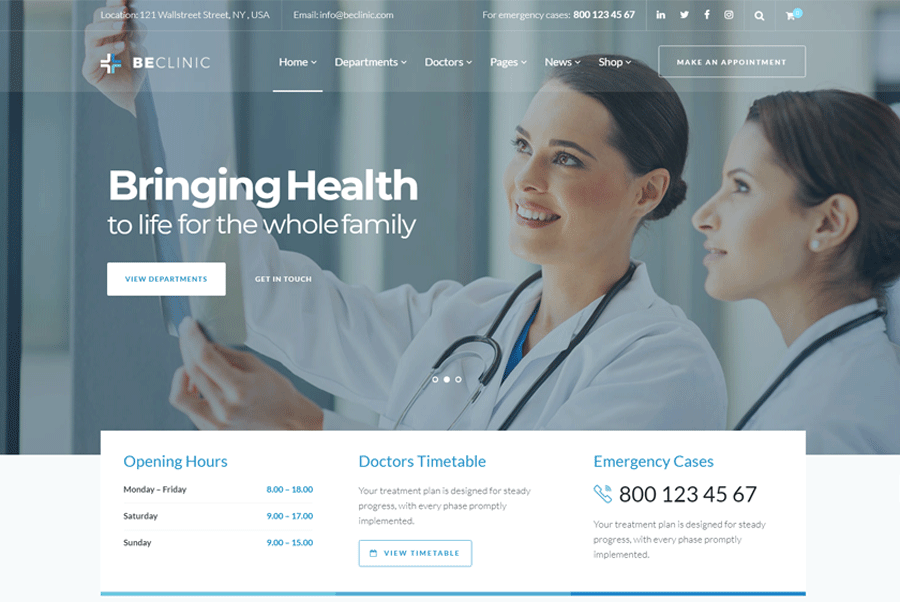 Location: 121 Wallstreet Street, NY , USA
Email: info@beclinic.com
For emergency cases: 800 123 45 67
0
BECLINIC
Home
Departments
Doctors
Pages
News
Shop
MAKE AN APPOINTMENT
Bringing Health
to life for the whole family
VIEW DEPARTMENTS
GET IN TOUCH
Opening Hours
Monday – Friday 8.00 – 18.00
Saturday 9.00 – 17.00
Sunday 9.00 – 15.00
Doctors Timetable
Your treatment plan is designed for steady
progress, with every phase promptly
implemented.
VIEW TIMETABLE
Emergency Cases
800 123 45 67
Your treatment plan is designed for steady
progress, with every phase promptly
implemented.